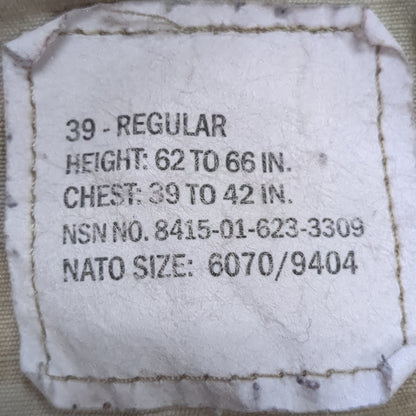 39 - REGULAR
HEIGHT: 62 TO 66 IN.
CHEST: 39 TO 42 IN.
NSN NO. 8415-01-623-3309
NATO SIZE: 6070/9404